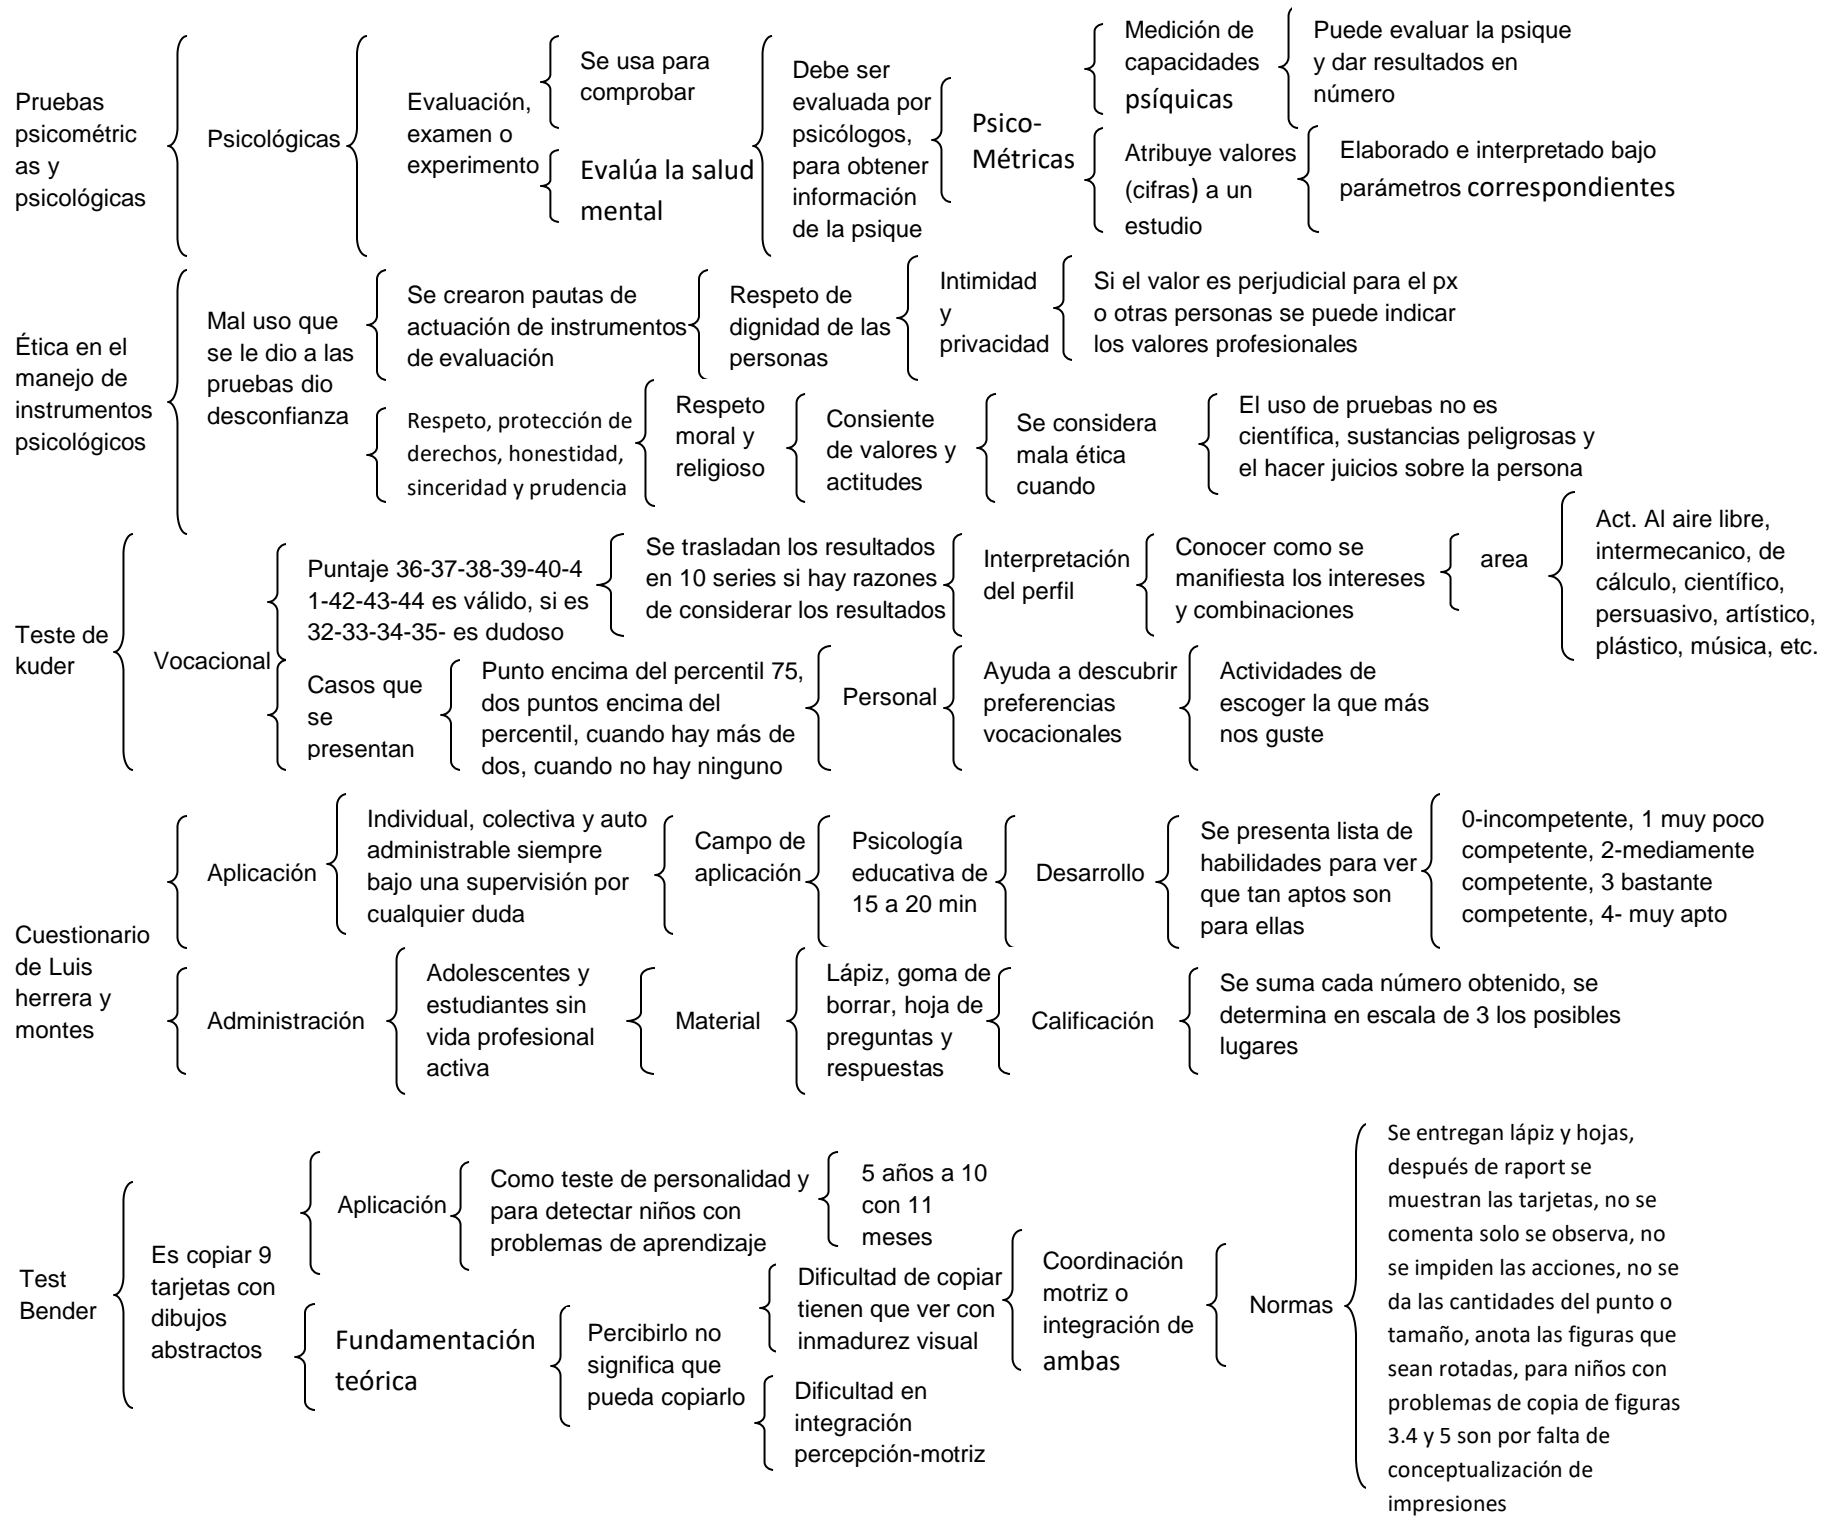 Pruebas
psicométric
as y
psicológicas
Psicológicas
Evaluación,
examen o
experimento
Se usa para
comprobar
Evalúa la salud
mental
Debe ser
evaluada por
psicólogos,
para obtener
información
de la psique
Psico-
Métricas
Medición de
capacidades
psíquicas
Puede evaluar la psique
y dar resultados en
número
Atribuye valores
(cifras) a un
estudio
Elaborado e interpretado bajo
parámetros correspondientes
Ética en el
manejo de
instrumentos
psicológicos
Mal uso que
se le dio a las
pruebas dio
desconfianza
Se crearon pautas de
actuación de instrumentos
de evaluación
Respeto de
dignidad de las
personas
Intimidad
y
privacidad
Si el valor es perjudicial para el px
o otras personas se puede indicar
los valores profesionales
Respeto, protección de
derechos, honestidad,
sinceridad y prudencia
Respeto
moral y
religioso
Consiente
de valores y
actitudes
Se considera
mala ética
cuando
El uso de pruebas no es
científica, sustancias peligrosas y
el hacer juicios sobre la persona
Teste de
kuder
Vocacional
Puntaje 36-37-38-39-40-4
1-42-43-44 es válido, si es
32-33-34-35- es dudoso
Se trasladan los resultados
en 10 series si hay razones
de considerar los resultados
Interpretación
del perfil
Conocer como se
manifiesta los intereses
y combinaciones
area
Act. Al aire libre,
intermecanico, de
cálculo, científico,
persuasivo, artístico,
plástico, música, etc.
Casos que
se
presentan
Punto encima del percentil 75,
dos puntos encima del
percentil, cuando hay más de
dos, cuando no hay ninguno
Personal
Ayuda a descubrir
preferencias
vocacionales
Actividades de
escoger la que más
nos guste
Cuestionario
de Luis
herrera y
montes
Aplicación
Individual, colectiva y auto
administrable siempre
bajo una supervisión por
cualquier duda
Campo de
aplicación
Psicología
educativa de
15 a 20 min
Desarrollo
Se presenta lista de
habilidades para ver
que tan aptos son
para ellas
0-incompetente, 1 muy poco
competente, 2-mediamente
competente, 3 bastante
competente, 4- muy apto
Administración
Adolescentes y
estudiantes sin
vida profesional
activa
Material
Lápiz, goma de
borrar, hoja de
preguntas y
respuestas
Calificación
Se suma cada número obtenido, se
determina en escala de 3 los posibles
lugares
Test
Bender
Es copiar 9
tarjetas con
dibujos
abstractos
Aplicación
Como teste de personalidad y
para detectar niños con
problemas de aprendizaje
5 años a 10
con 11
meses
Fundamentación
teórica
Percibirlo no
significa que
pueda copiarlo
Dificultad de copiar
tienen que ver con
inmadurez visual
Dificultad en
integración
percepción-motriz
Coordinación
motriz o
integración de
ambas
Normas
Se entregan lápiz y hojas,
después de raport se
muestran las tarjetas, no se
comenta solo se observa, no
se impiden las acciones, no se
da las cantidades del punto o
tamaño, anota las figuras que
sean rotadas, para niños con
problemas de copia de figuras
3.4 y 5 son por falta de
conceptualización de
impresiones